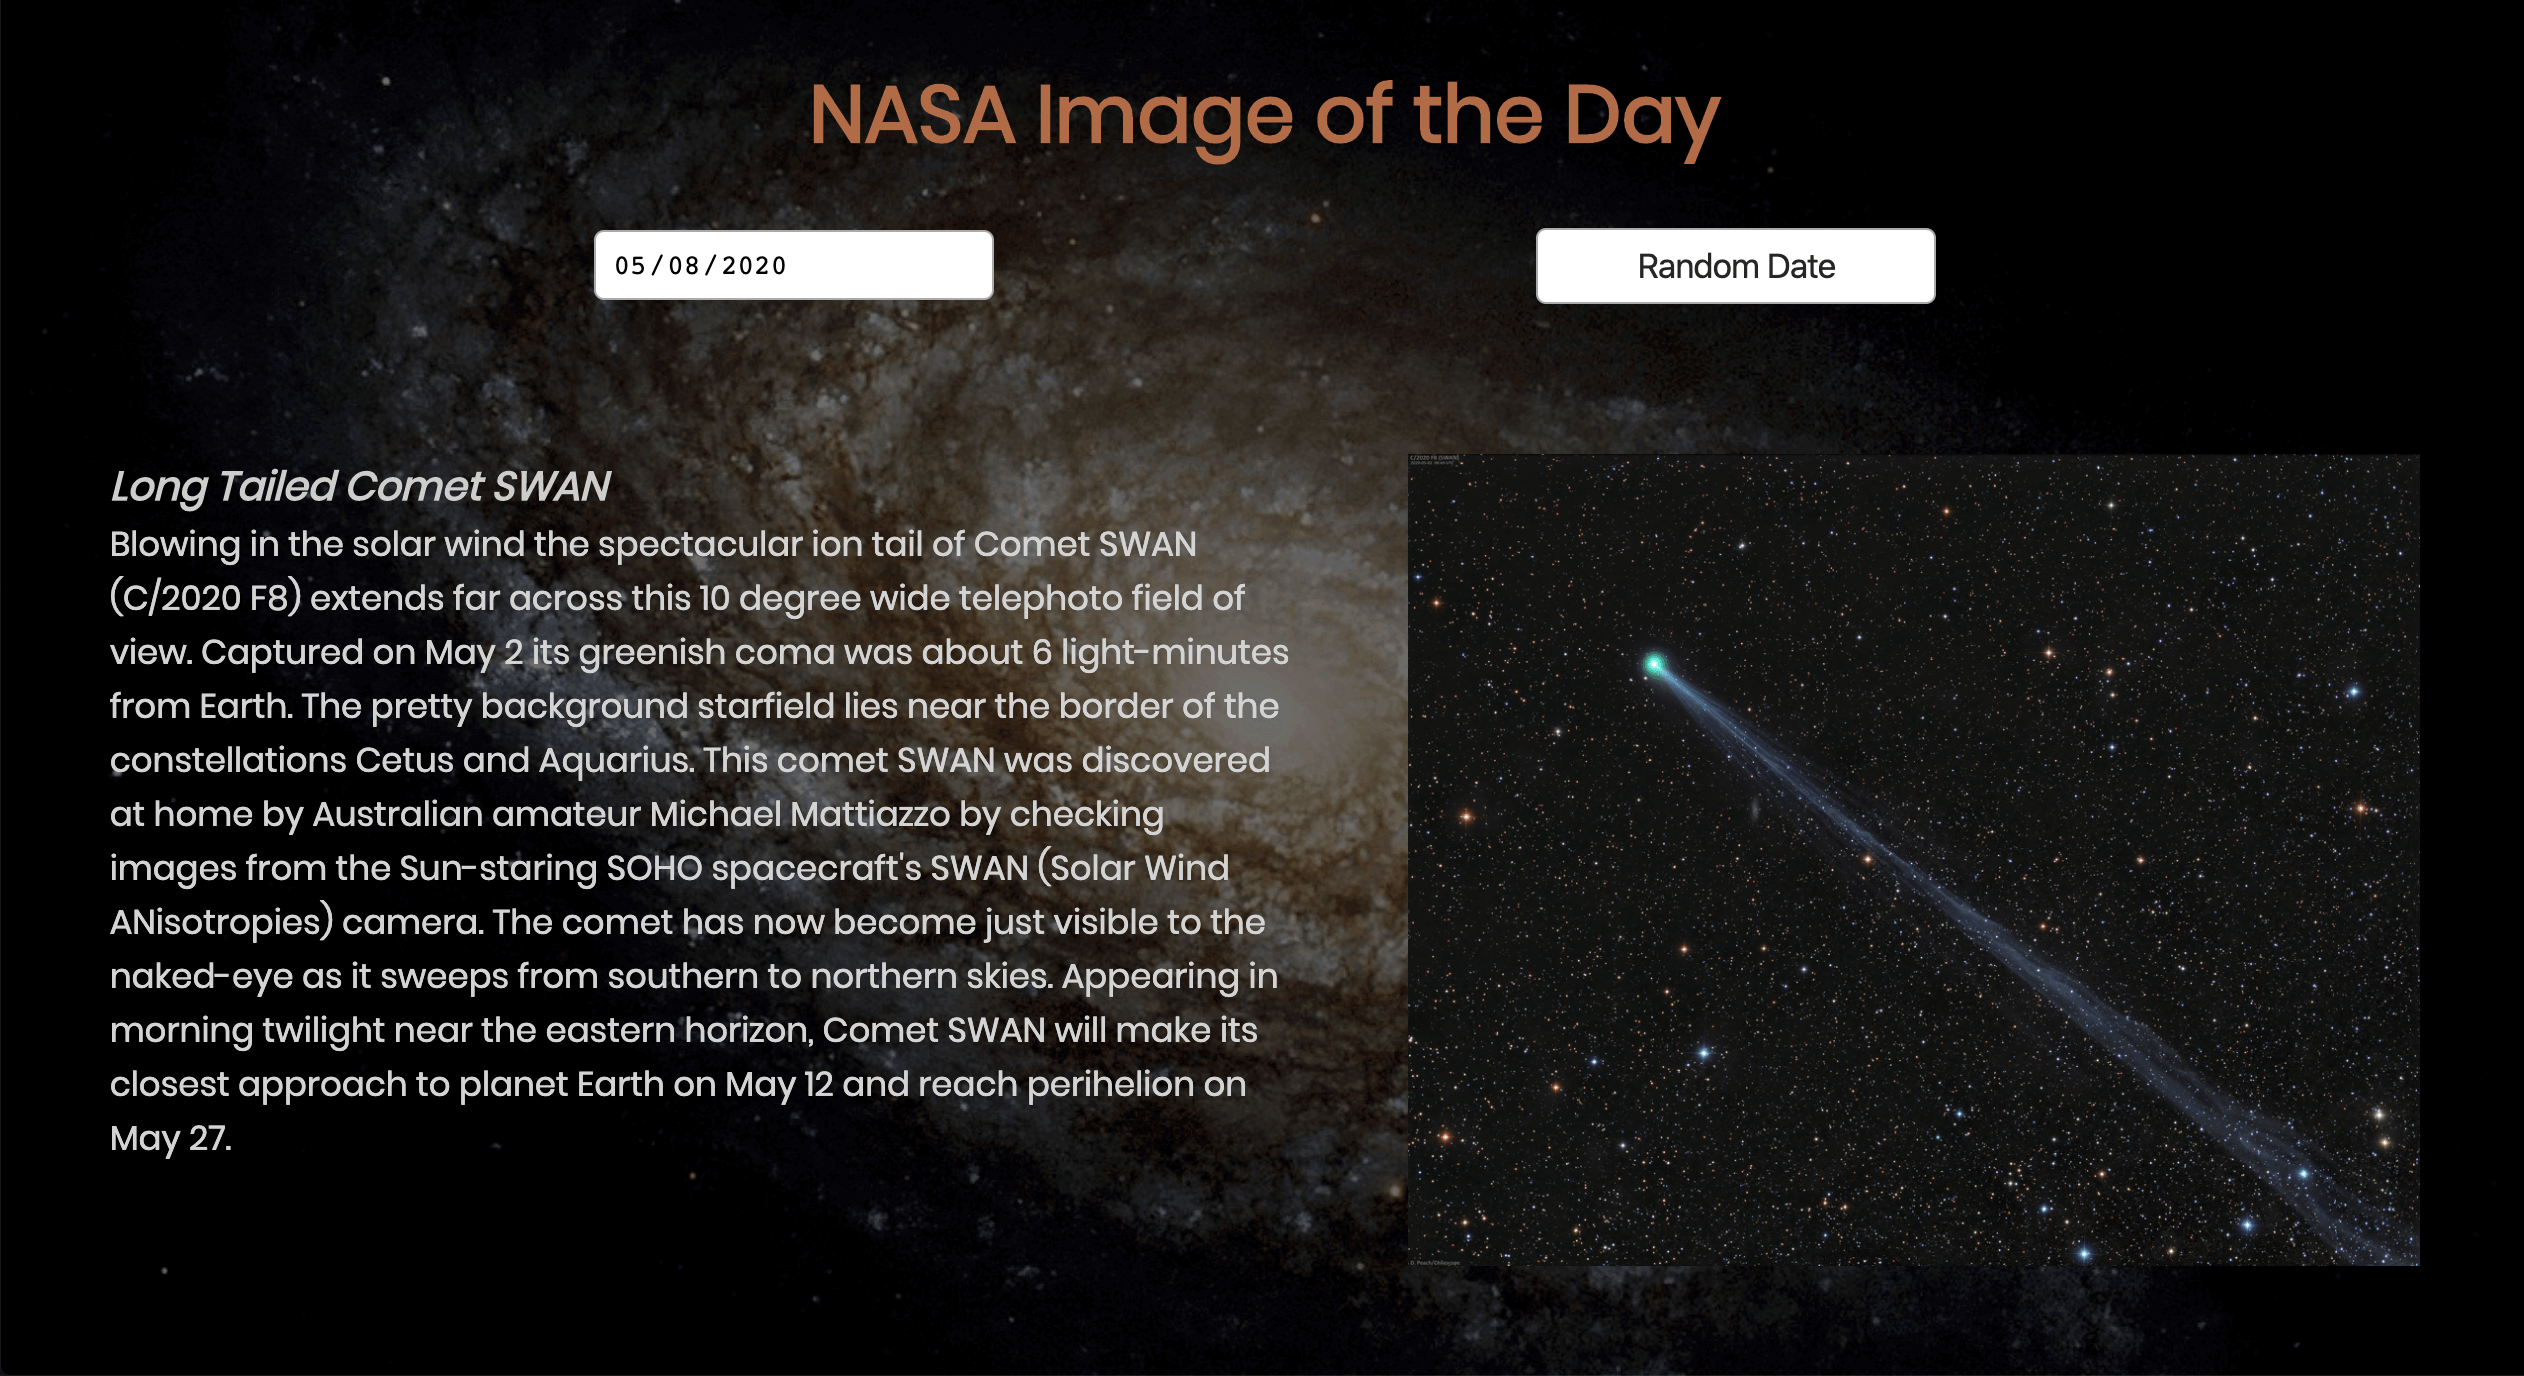 NASA Image of the Day
05/08/2020
Random Date
Long Tailed Comet SWAN
Blowing in the solar wind the spectacular ion tail of Comet SWAN
(C/2020 F8) extends far across this 10 degree wide telephoto field of
view. Captured on May 2 its greenish coma was about 6 light-minutes
from Earth. The pretty background starfield lies near the border of the
constellations Cetus and Aquarius. This comet SWAN was discovered
at home by Australian amateur Michael Mattiazzo by checking
images from the Sun-staring SOHO spacecraft's SWAN (Solar Wind
ANisotropies) camera. The comet has now become just visible to the
naked-eye as it sweeps from southern to northern skies. Appearing in
morning twilight near the eastern horizon, Comet SWAN will make its
closest approach to planet Earth on May 12 and reach perihelion on
May 27.
C/2020 F8 (SWAN)
D. Peach/Chilescope